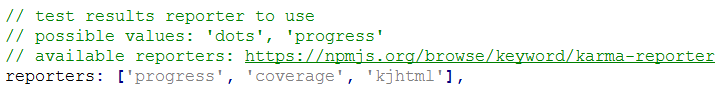 // test results reporter to use
// possible values: 'dots', 'progress'
// available reporters: https://npmjs.org/browse/keyword/karma-reporter
reporters: ['progress', 'coverage', 'kjhtml'],